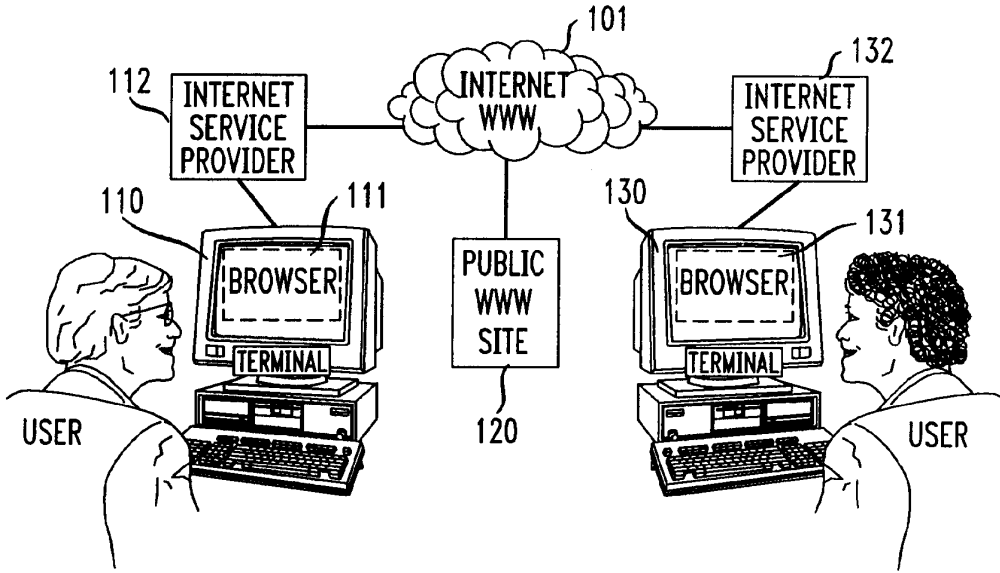 101
112
132
INTERNET
SERVICE
PROVIDER
INTERNET
WWW
INTERNET
SERVICE
PROVIDER
110
111
130
131
BROWSER
PUBLIC
WWW
SITE
BROWSER
TERMINAL
TERMINAL
USER
120
USER